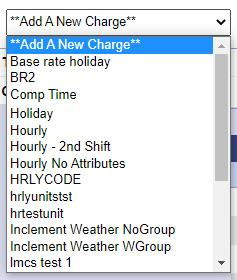 **Add A New Charge**
**Add A New Charge**
Base rate holiday
BR2
Comp Time
Holiday
Hourly
Hourly - 2nd Shift
Hourly No Attributes
HRLYCODE
hrlyunitstst
hrtestunit
Inclement Weather NoGroup
Inclement Weather WGroup
lmcs test 1